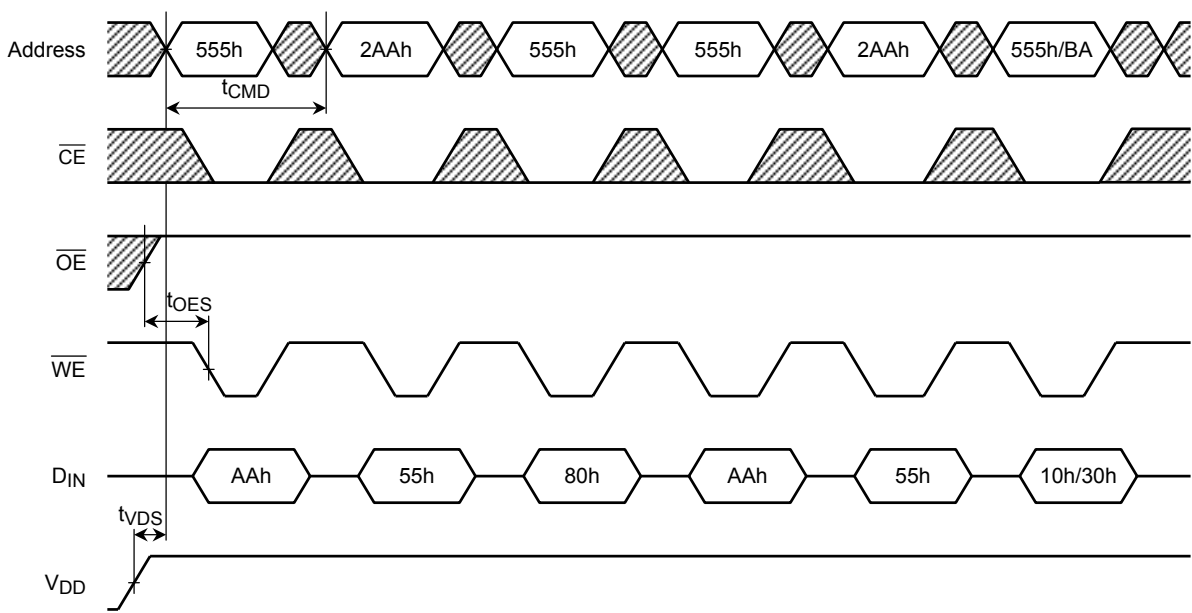 Address 555h 2AAh 555h 555h 2AAh 555h/BA
tCMD
CE
OE
tOES
WE
DIN AAh 55h 80h AAh 55h 10h/30h
tVDS
VDD